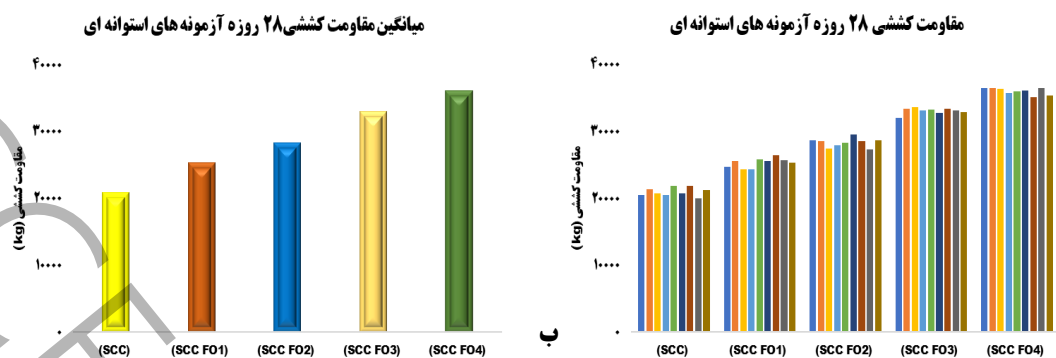 میانگین مقاومت کششی۲۸ روزه آزمونه های استوانه ای
۴۰۰۰۰
۳۰۰۰۰
۲۰۰۰۰
۱۰۰۰۰
۰
مقاومت کششی (kg)
(SCC) (SCC FO1) (SCC FO2) (SCC FO3) (SCC FO4)
ب
مقاومت کششی ۲۸ روزه آزمونه های استوانه ای
۴۰۰۰۰
۳۰۰۰۰
۲۰۰۰۰
۱۰۰۰۰
۰
مقاومت کششی (kg)
(SCC) (SCC FO1) (SCC FO2) (SCC FO3) (SCC FO4)